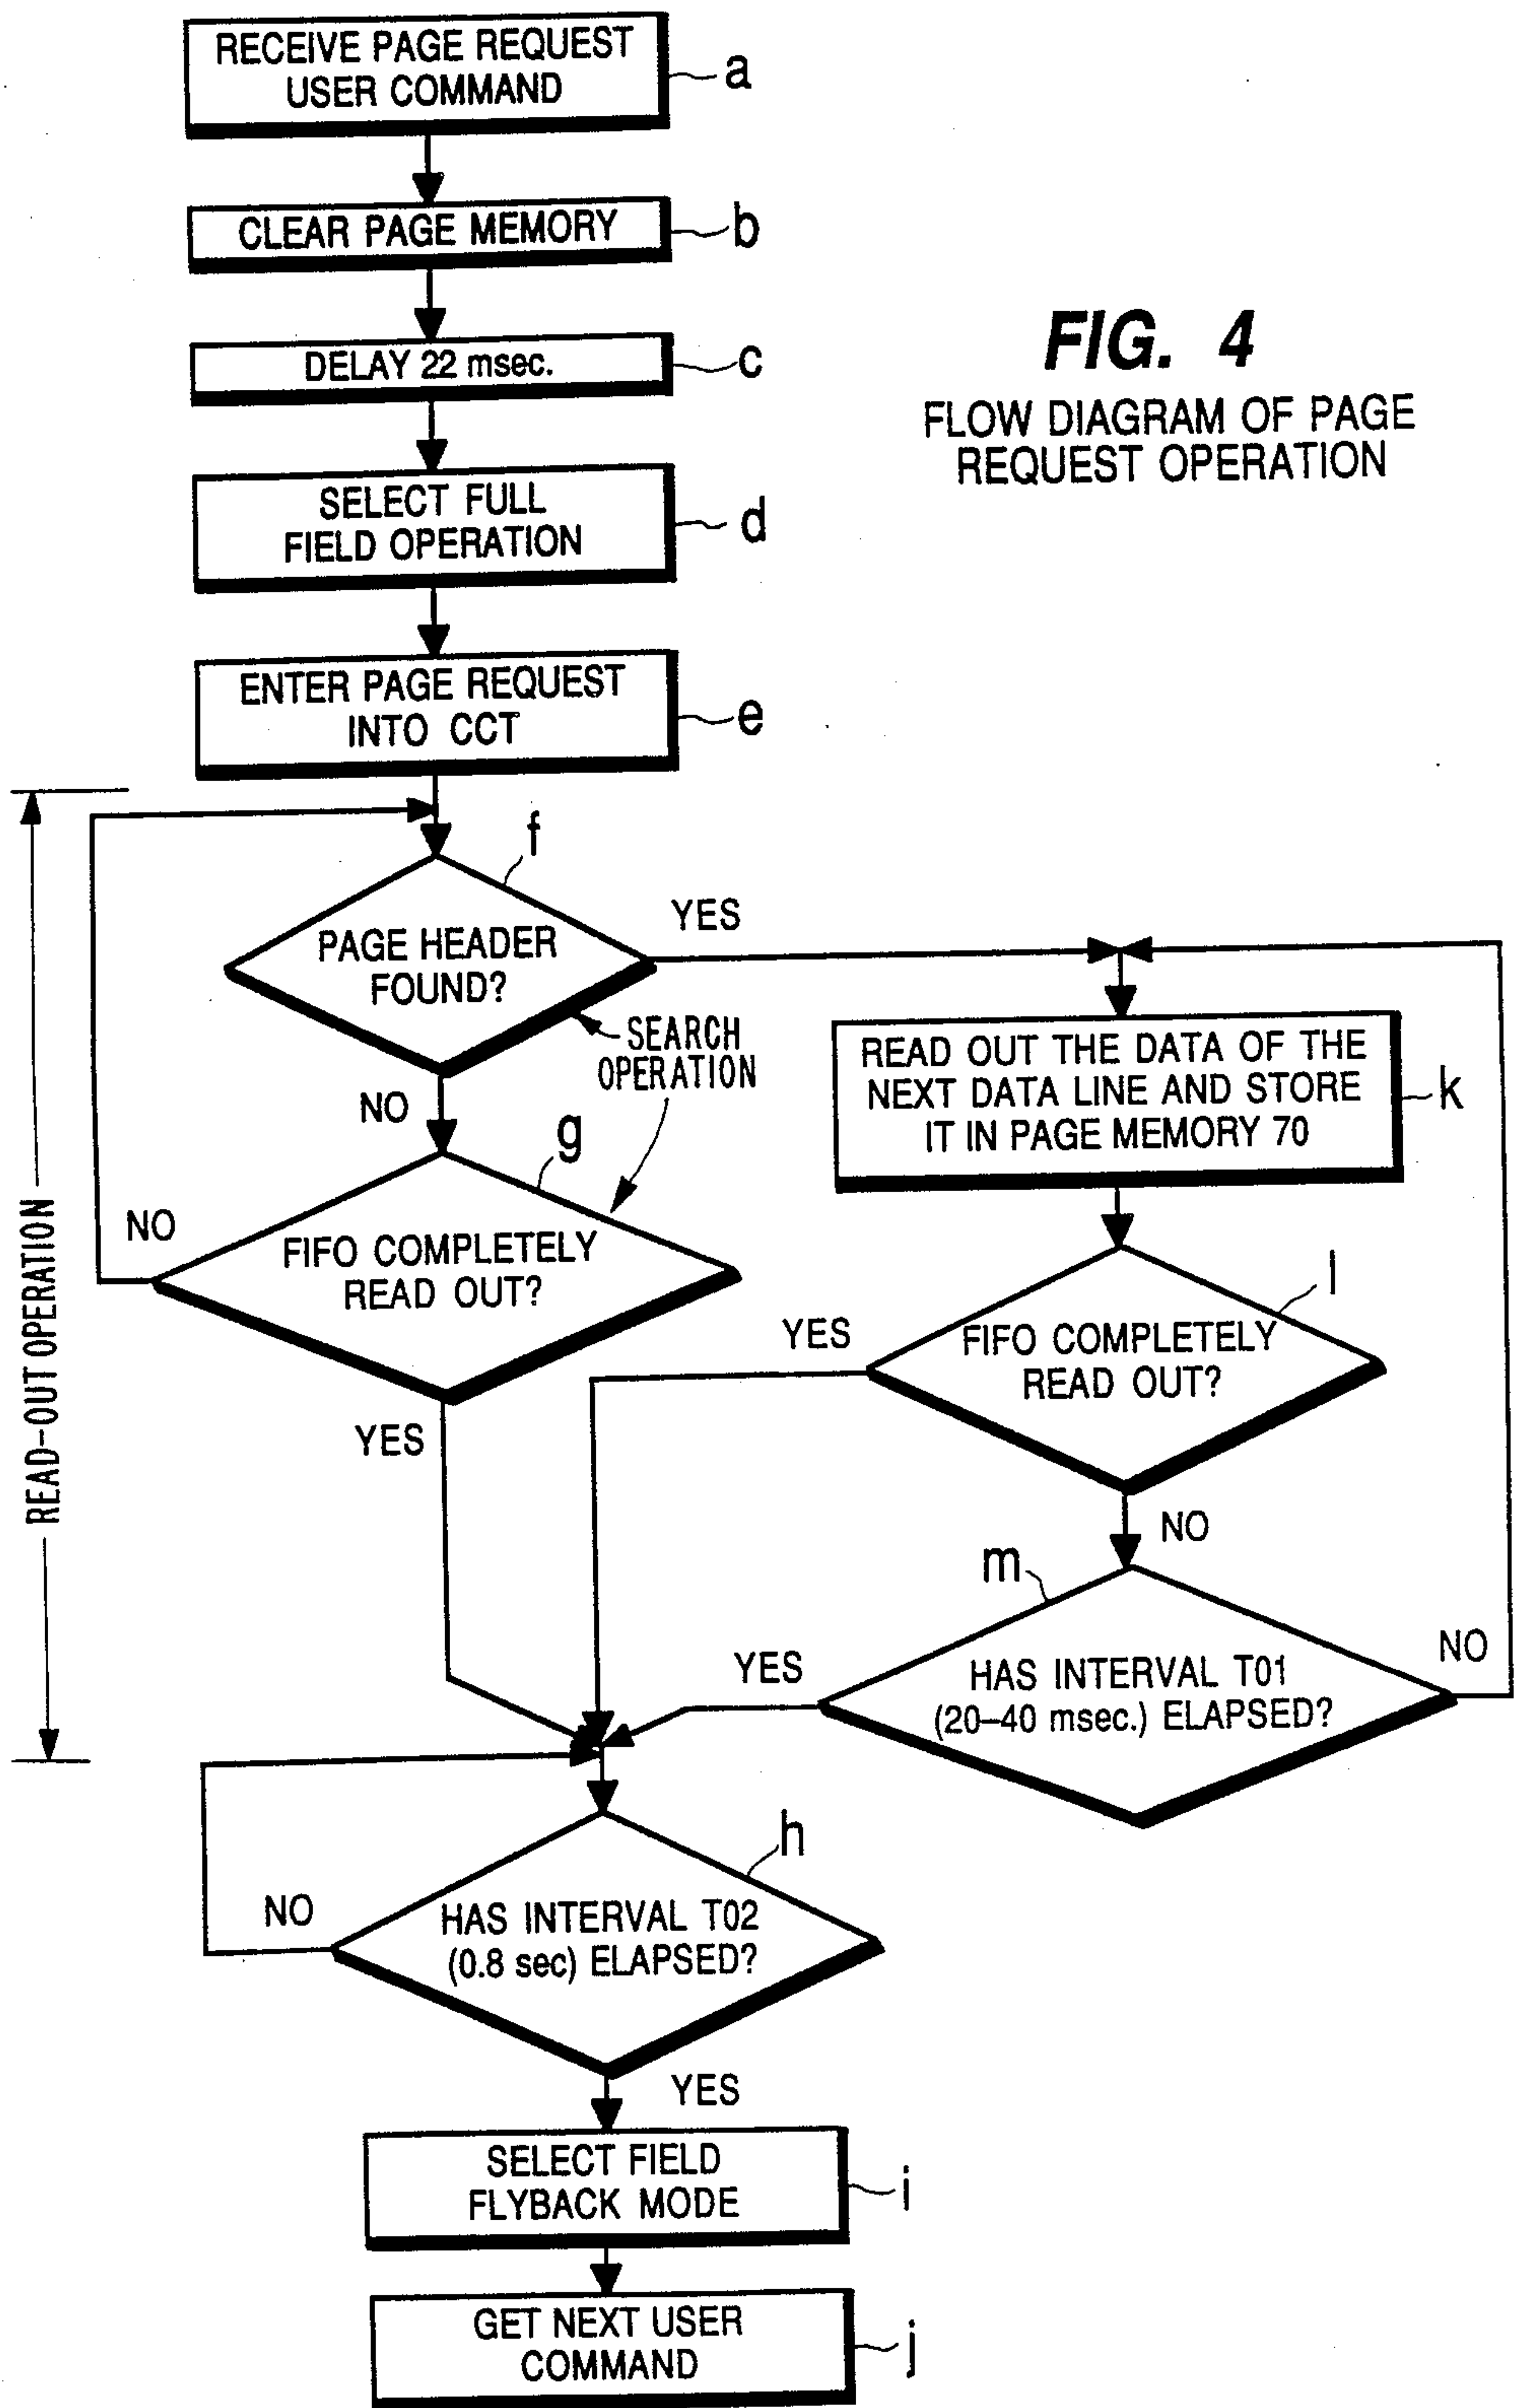 RECEIVE PAGE REQUEST
USER COMMAND
a
CLEAR PAGE MEMORY
b
DELAY 22 msec.
c
FIG. 4
FLOW DIAGRAM OF PAGE
REQUEST OPERATION
SELECT FULL
FIELD OPERATION
d
ENTER PAGE REQUEST
INTO CCT
e
READ-OUT OPERATION
f
PAGE HEADER
FOUND?
YES
NO
SEARCH
OPERATION
g
FIFO COMPLETELY
READ OUT?
NO
YES
READ OUT THE DATA OF THE
NEXT DATA LINE AND STORE
IT IN PAGE MEMORY 70
k
l
FIFO COMPLETELY
READ OUT?
YES
NO
m
HAS INTERVAL T01
(20–40 msec.) ELAPSED?
YES
NO
h
HAS INTERVAL T02
(0.8 sec) ELAPSED?
NO
YES
SELECT FIELD
FLYBACK MODE
i
GET NEXT USER
COMMAND
j